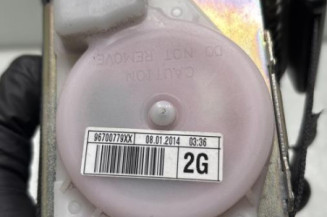 CAUTION
DO NOT REMOVE
96700779XX 08.01.2014 03:36
2G